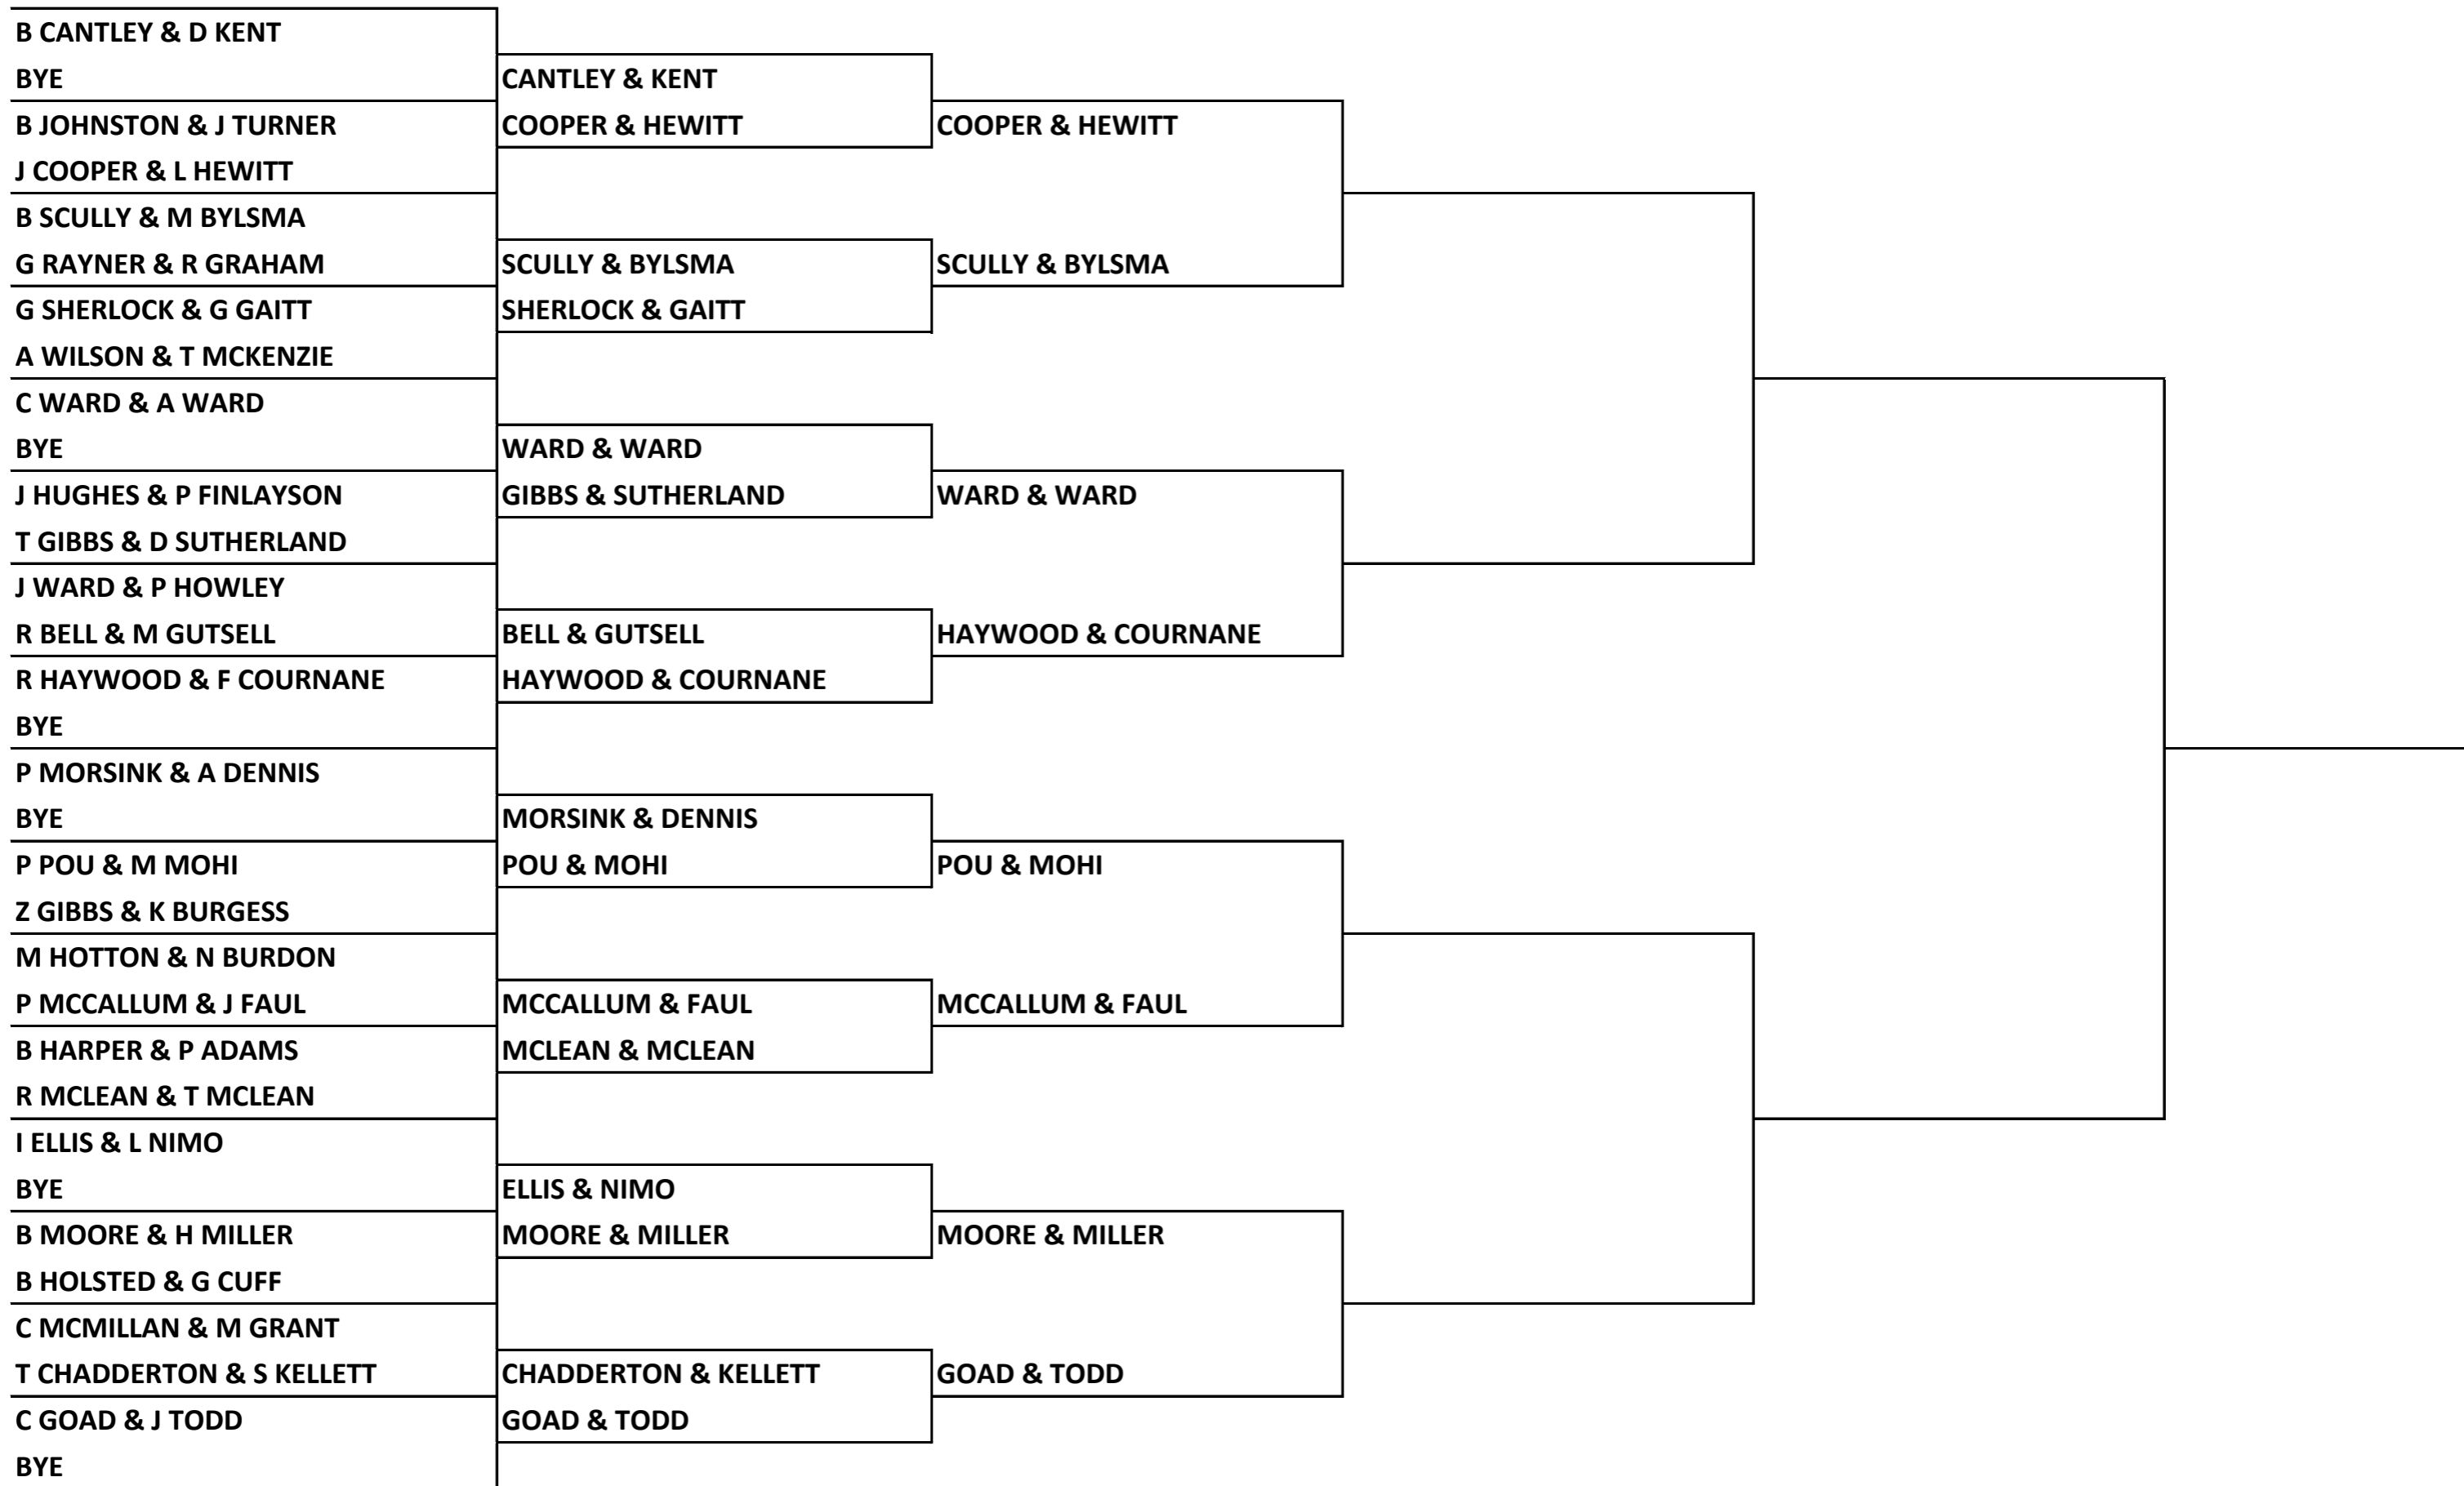 B CANTLEY & D KENT
BYE
B JOHNSTON & J TURNER
J COOPER & L HEWITT
B SCULLY & M BYLSMA
G RAYNER & R GRAHAM
G SHERLOCK & G GAITT
A WILSON & T MCKENZIE
C WARD & A WARD
BYE
J HUGHES & P FINLAYSON
T GIBBS & D SUTHERLAND
J WARD & P HOWLEY
R BELL & M GUTSELL
R HAYWOOD & F COURNANE
BYE
P MORSINK & A DENNIS
BYE
P POU & M MOHI
Z GIBBS & K BURGESS
M HOTTON & N BURDON
P MCCALLUM & J FAUL
B HARPER & P ADAMS
R MCLEAN & T MCLEAN
I ELLIS & L NIMO
BYE
B MOORE & H MILLER
B HOLSTED & G CUFF
C MCMILLAN & M GRANT
T CHADDERTON & S KELLETT
C GOAD & J TODD
BYE
CANTLEY & KENT
COOPER & HEWITT
SCULLY & BYLSMA
SHERLOCK & GAITT
WARD & WARD
GIBBS & SUTHERLAND
BELL & GUTSELL
HAYWOOD & COURNANE
MORSINK & DENNIS
POU & MOHI
MCCALLUM & FAUL
MCLEAN & MCLEAN
ELLIS & NIMO
MOORE & MILLER
CHADDERTON & KELLETT
GOAD & TODD
COOPER & HEWITT
SCULLY & BYLSMA
WARD & WARD
HAYWOOD & COURNANE
POU & MOHI
MCCALLUM & FAUL
MOORE & MILLER
GOAD & TODD